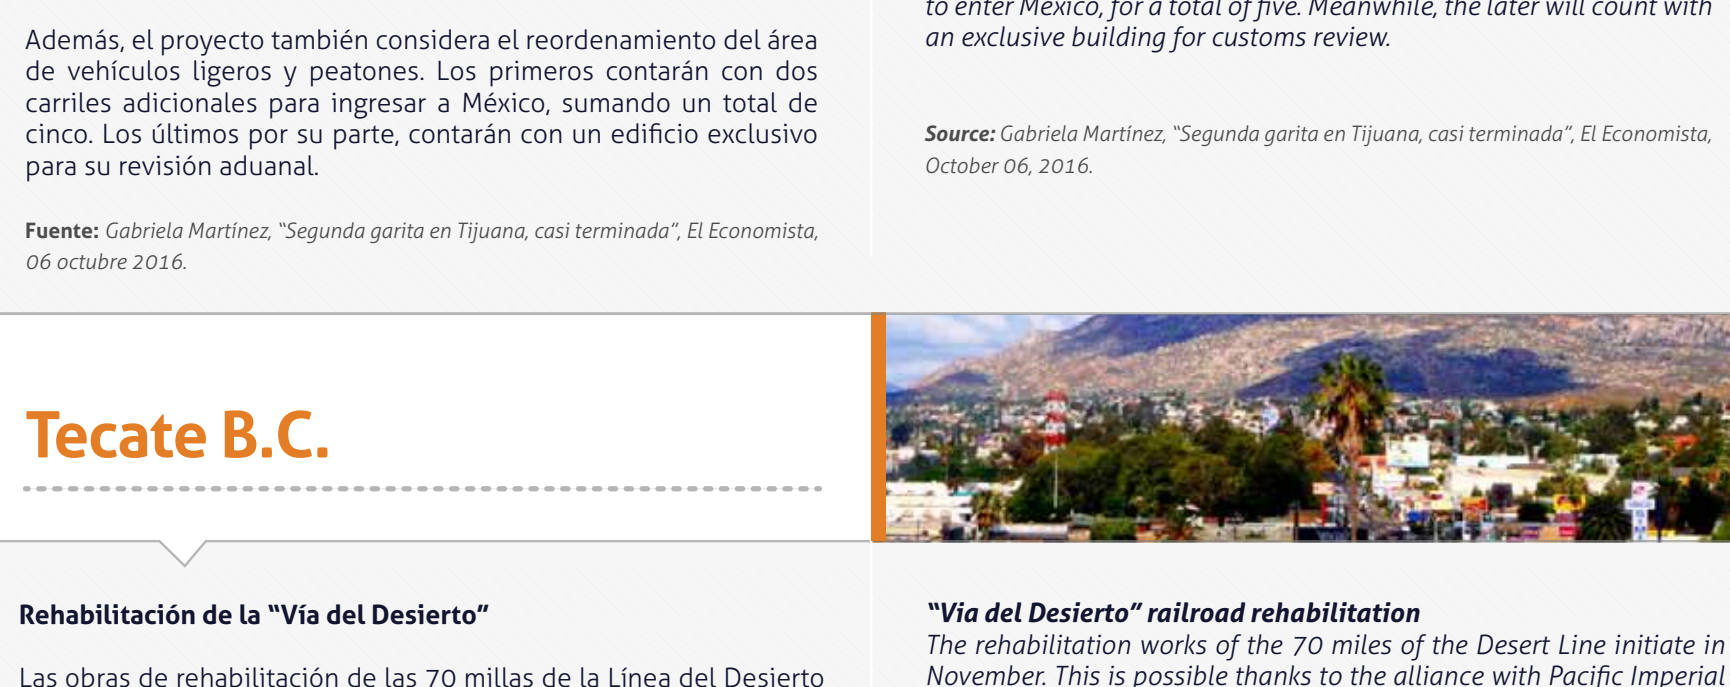 Además, el proyecto también considera el reordenamiento del área
de vehículos ligeros y peatones. Los primeros contarán con dos
carriles adicionales para ingresar a México, sumando un total de
cinco. Los últimos por su parte, contarán con un edificio exclusivo
para su revisión aduanal.
Fuente: Gabriela Martínez, “Segunda garita en Tijuana, casi terminada”, El Economista,
06 octubre 2016.
to enter Mexico, for a total of five. Meanwhile, the later will count with
an exclusive building for customs review.
Source: Gabriela Martínez, “Segunda garita en Tijuana, casi terminada”, El Economista,
October 06, 2016.
Tecate B.C.
Rehabilitación de la “Vía del Desierto”
Las obras de rehabilitación de las 70 millas de la Línea del Desierto
“Via del Desierto” railroad rehabilitation
The rehabilitation works of the 70 miles of the Desert Line initiate in
November. This is possible thanks to the alliance with Pacific Imperial